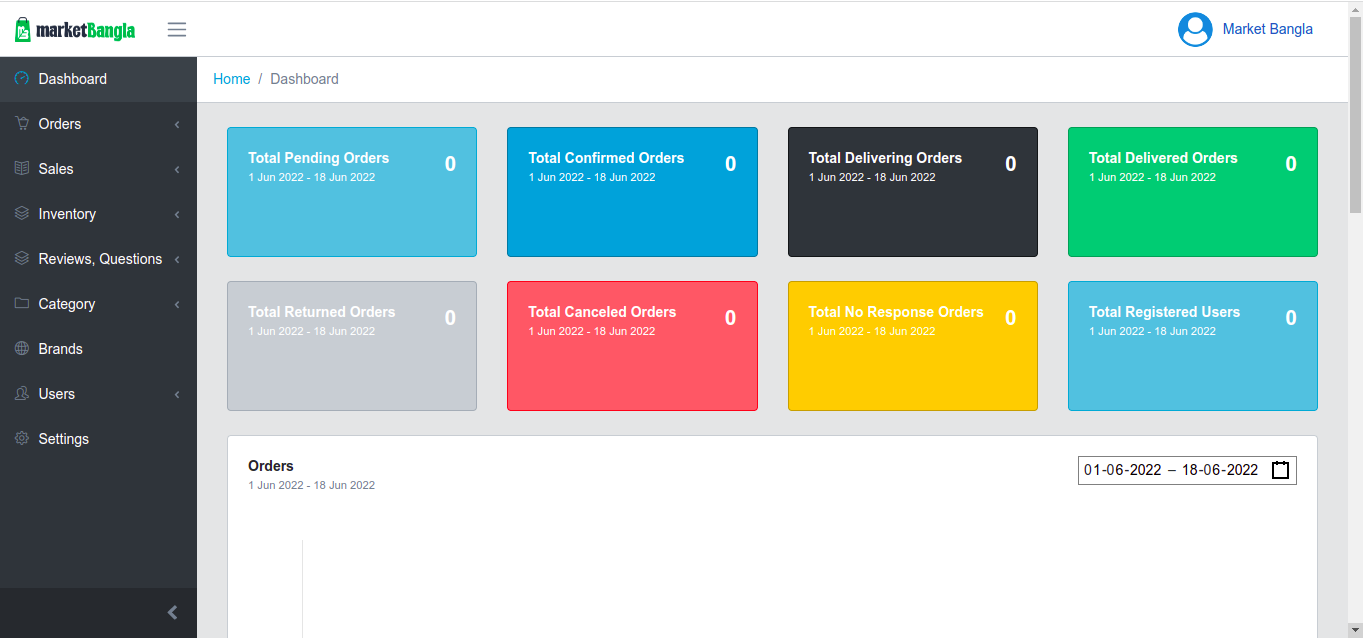 marketBangla
Market Bangla
Dashboard
Orders
Sales
Inventory
Reviews, Questions
Category
Brands
Users
Settings
Home / Dashboard
Total Pending Orders 0
1 Jun 2022 - 18 Jun 2022
Total Confirmed Orders 0
1 Jun 2022 - 18 Jun 2022
Total Delivering Orders 0
1 Jun 2022 - 18 Jun 2022
Total Delivered Orders 0
1 Jun 2022 - 18 Jun 2022
Total Returned Orders 0
1 Jun 2022 - 18 Jun 2022
Total Canceled Orders 0
1 Jun 2022 - 18 Jun 2022
Total No Response Orders 0
1 Jun 2022 - 18 Jun 2022
Total Registered Users 0
1 Jun 2022 - 18 Jun 2022
Orders
1 Jun 2022 - 18 Jun 2022
01-06-2022 – 18-06-2022